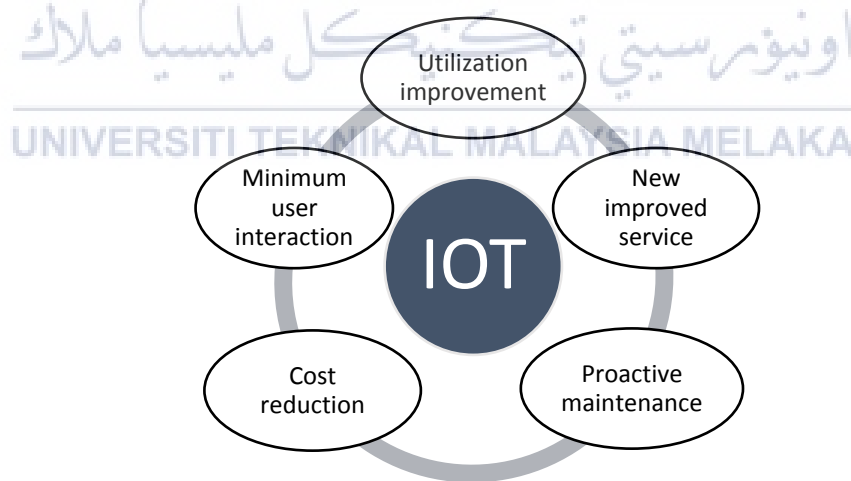 اونيۏرسيتي تيكنيكل مليسيا ملاك
Utilization
improvement
UNIVERSITI TEKNIKAL MALAYSIA MELAKA
Minimum
user
interaction
New
improved
service
IOT
Cost
reduction
Proactive
maintenance